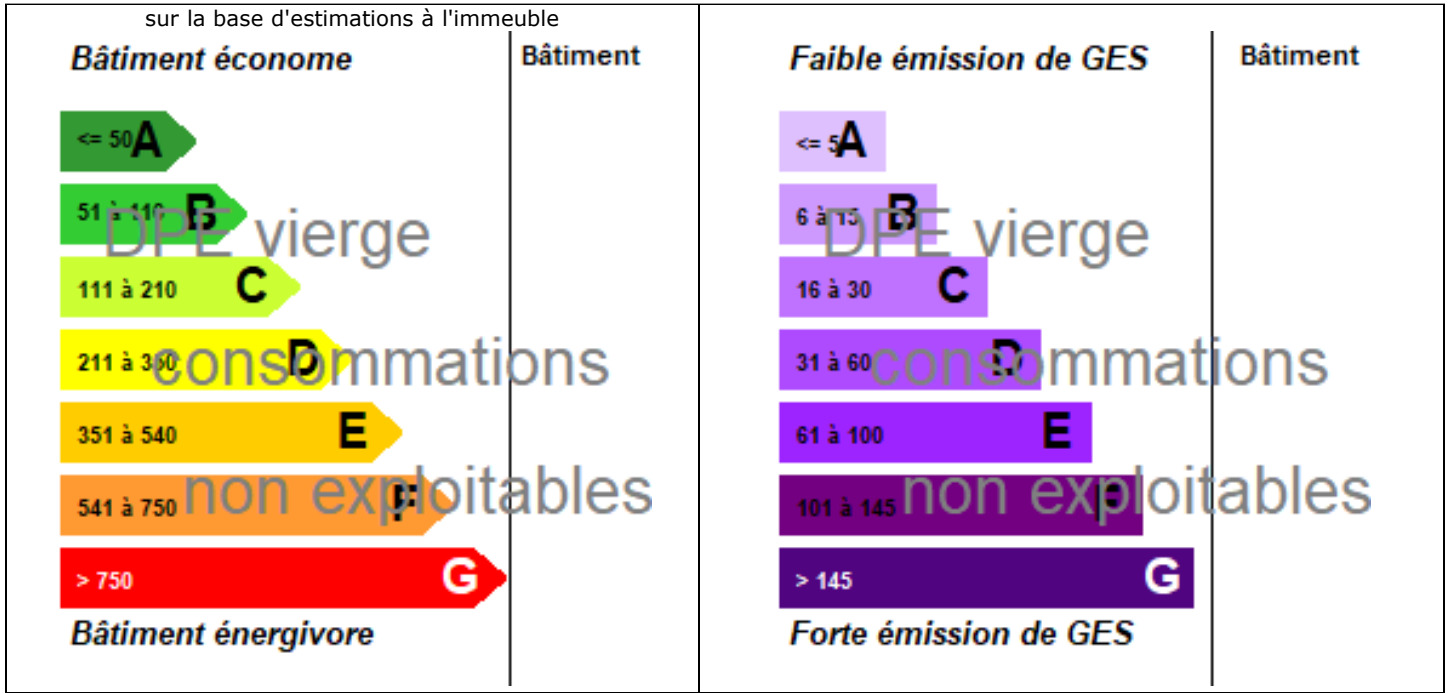 sur la base d'estimations à l'immeuble
Bâtiment économe
Bâtiment
<= 50 A
51 à 110 B
DPE vierge
111 à 210 C
211 à 350 D
consommations
351 à 540 E
541 à 750 F
non exploitables
> 750 G
Bâtiment énergivore
Faible émission de GES
Bâtiment
<= 5 A
6 à 15 B
DPE vierge
16 à 30 C
31 à 60 D
consommations
61 à 100 E
101 à 145 F
non exploitables
> 145 G
Forte émission de GES